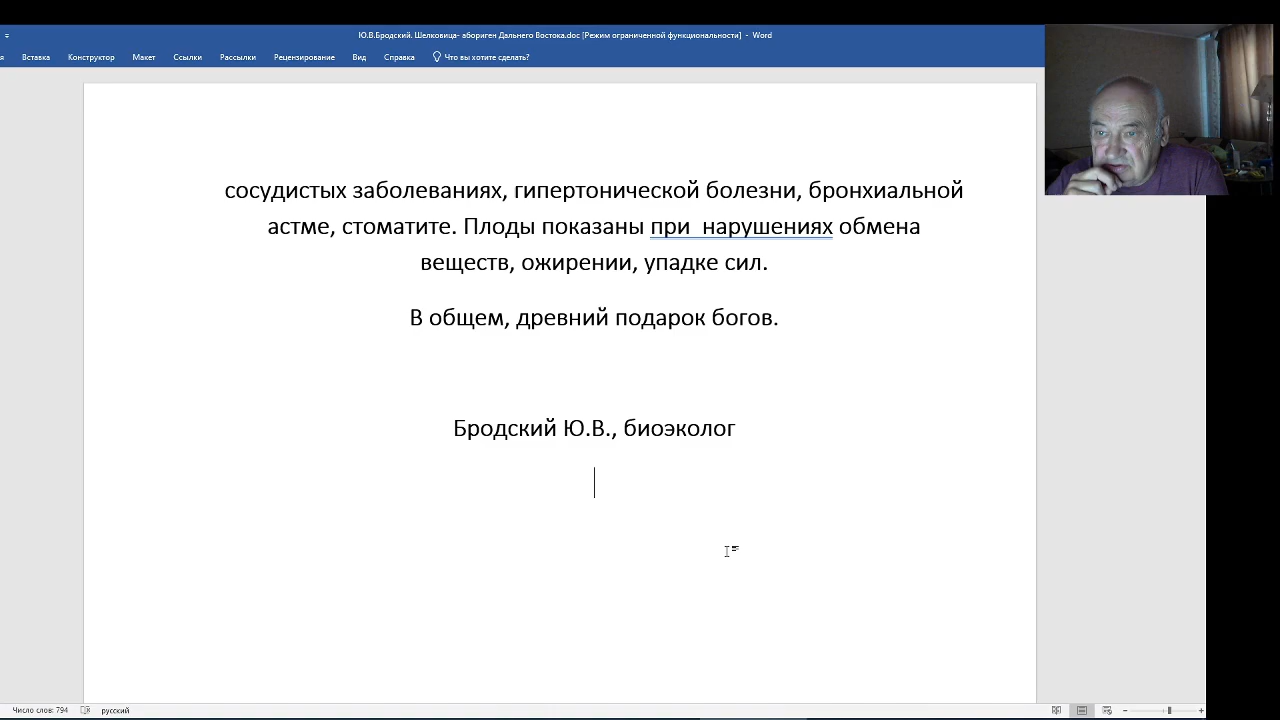 Ю.В.Бродский. Шелковица- абориген Дальнего Востока.doc [Режим ограниченной функциональности] - Word
я Вставка Конструктор Макет Ссылки Рассылки Рецензирование Вид Справка Что вы хотите сделать?
сосудистых заболеваниях, гипертонической болезни, бронхиальной
астме, стоматите. Плоды показаны при  нарушениях обмена
веществ, ожирении, упадке сил.
В общем, древний подарок богов.
Бродский Ю.В., биоэколог
Число слов: 794 русский